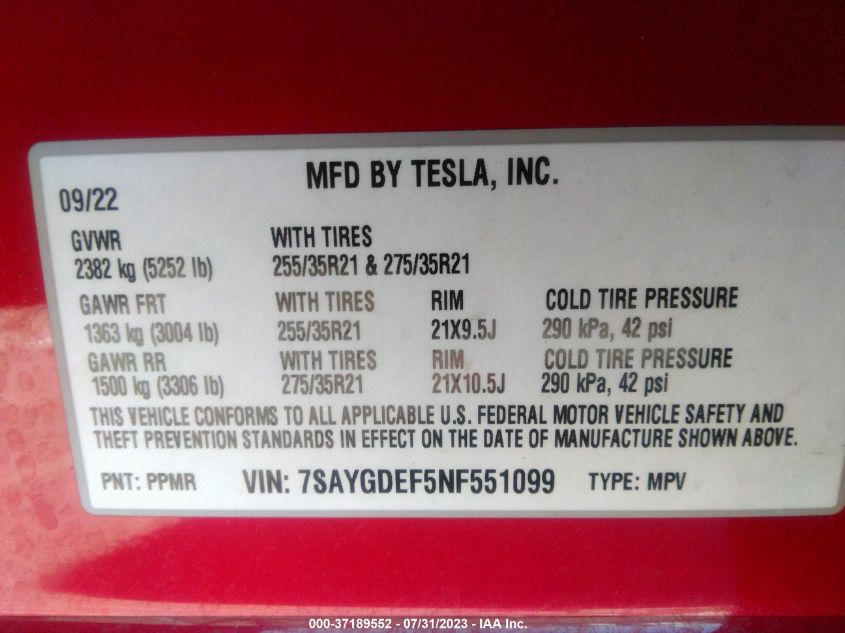 MFD BY TESLA, INC.
09/22
GVWR WITH TIRES
2382 kg (5252 lb) 255/35R21 & 275/35R21
GAWR FRT WITH TIRES RIM COLD TIRE PRESSURE
1363 kg (3004 lb) 255/35R21 21X9.5J 290 kPa, 42 psi
GAWR RR WITH TIRES RIM COLD TIRE PRESSURE
1500 kg (3306 lb) 275/35R21 21X10.5J 290 kPa, 42 psi
THIS VEHICLE CONFORMS TO ALL APPLICABLE U.S. FEDERAL MOTOR VEHICLE SAFETY AND
THEFT PREVENTION STANDARDS IN EFFECT ON THE DATE OF MANUFACTURE SHOWN ABOVE.
PNT: PPMR VIN: 7SAYGDEF5NF551099 TYPE: MPV
000-37189552 - 07/31/2023 - IAA Inc.